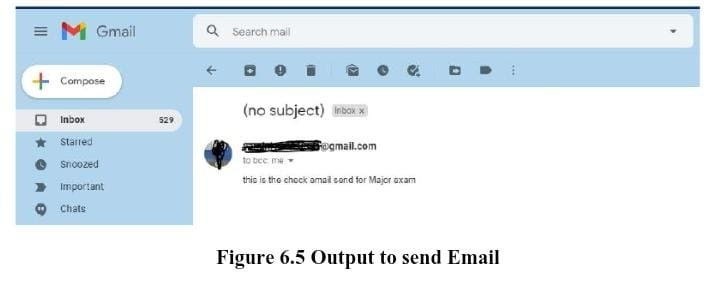 Gmail
Search mail
Compose
(no subject) Inbox x
Inbox 529
Starred
@gmail.com
Snoozed
to bcc: me
Important
this is the check email send for Major exam
Chats
Figure 6.5 Output to send Email